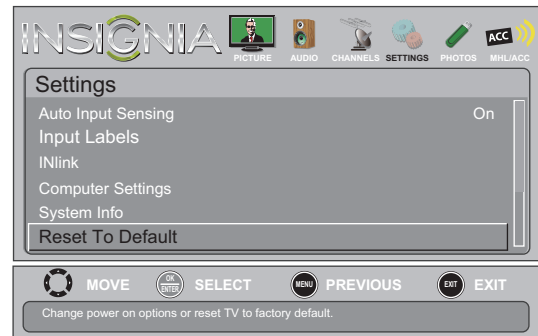 INSIGNIA
PICTURE AUDIO CHANNELS SETTINGS PHOTOS MHL/ACC
ACC
Settings
Auto Input Sensing On
Input Labels
INlink
Computer Settings
System Info
Reset To Default
MOVE OK ENTER SELECT MENU PREVIOUS EXIT EXIT
Change power on options or reset TV to factory default.